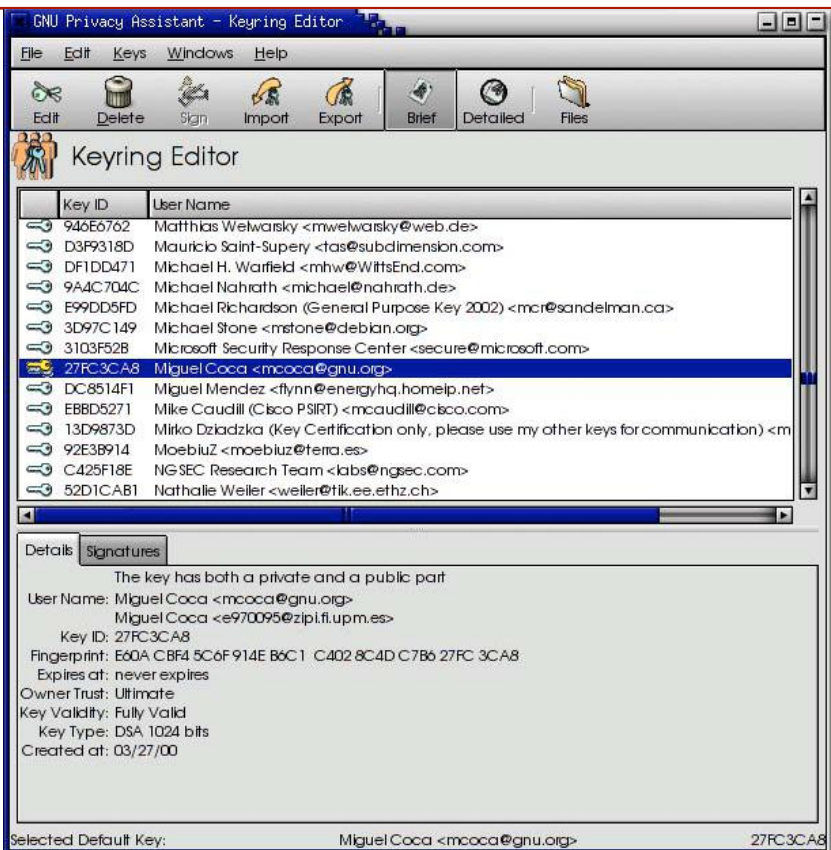 GNU Privacy Assistant - Keyring Editor
File Edit Keys Windows Help
Edit Delete Sign Import Export Brief Detailed Files
Keyring Editor
Key ID User Name
946E6762 Matthias Welwarsky <mwelwarsky@web.de>
D3F9318D Mauricio Saint-Supery <tas@subdimension.com>
DF1DD471 Michael H. Warfield <mhw@WittsEnd.com>
9A4C704C Michael Nahrath <michael@nahrath.de>
E99DD5FD Michael Richardson (General Purpose Key 2002) <mcr@sandelman.ca>
3D97C149 Michael Stone <mstone@debian.org>
3103F52B Microsoft Security Response Center <secure@microsoft.com>
27FC3CA8 Miguel Coca <mcoca@gnu.org>
DC8514F1 Miguel Mendez <flynn@energyhq.homeip.net>
EBBD5271 Mike Caudill (Cisco PSIRT) <mcaudill@cisco.com>
13D9873D Mirko Dziadzka (Key Certification only, please use my other keys for communication) <m
92E3B914 MoebiuZ <moebiuz@terra.es>
C425F18E NGSEC Research Team <labs@ngsec.com>
52D1CAB1 Nathalie Weiler <weiler@tik.ee.ethz.ch>
Details Signatures
The key has both a private and a public part
User Name: Miguel Coca <mcoca@gnu.org>
Miguel Coca <e970095@zipi.fi.upm.es>
Key ID: 27FC3CA8
Fingerprint: E60A CBF4 5C6F 914E B6C1 C402 8C4D C7B6 27FC 3CA8
Expires at: never expires
Owner Trust: Ultimate
Key Validity: Fully Valid
Key Type: DSA 1024 bits
Created at: 03/27/00
Selected Default Key: Miguel Coca <mcoca@gnu.org> 27FC3CA8